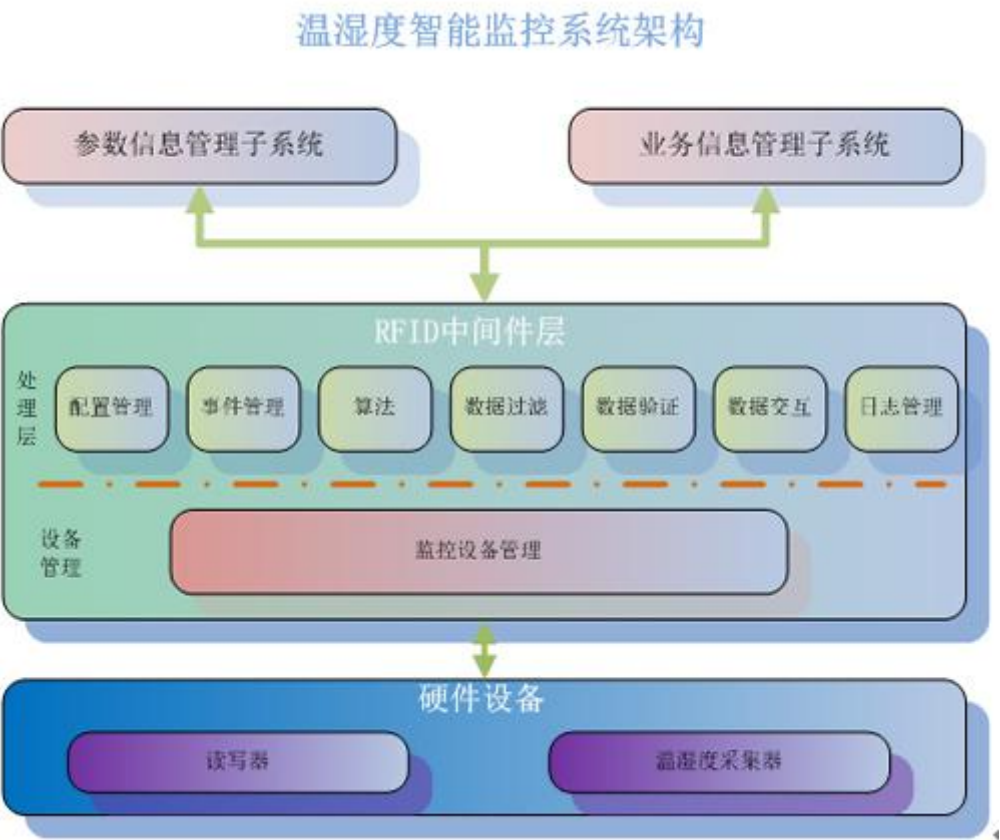 温湿度智能监控系统架构
参数信息管理子系统
业务信息管理子系统
RFID中间件层
处理层
配置管理
事件管理
算法
数据过滤
数据验证
数据交互
日志管理
设备
管理
监控设备管理
硬件设备
读写器
温湿度采集器